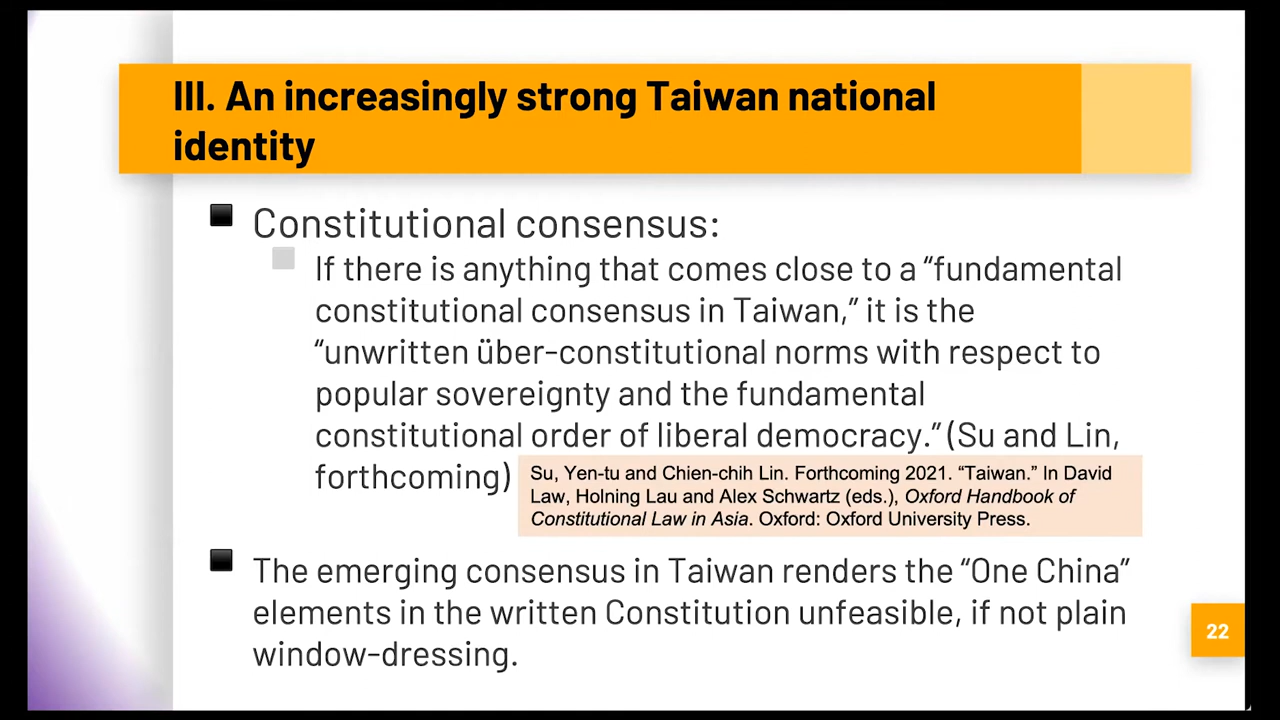 III. An increasingly strong Taiwan national
identity
Constitutional consensus:
If there is anything that comes close to a “fundamental
constitutional consensus in Taiwan,” it is the
“unwritten über-constitutional norms with respect to
popular sovereignty and the fundamental
constitutional order of liberal democracy.” (Su and Lin,
forthcoming)
Su, Yen-tu and Chien-chih Lin. Forthcoming 2021. “Taiwan.” In David
Law, Holning Lau and Alex Schwartz (eds.), Oxford Handbook of
Constitutional Law in Asia. Oxford: Oxford University Press.
The emerging consensus in Taiwan renders the “One China”
elements in the written Constitution unfeasible, if not plain
window-dressing.
22